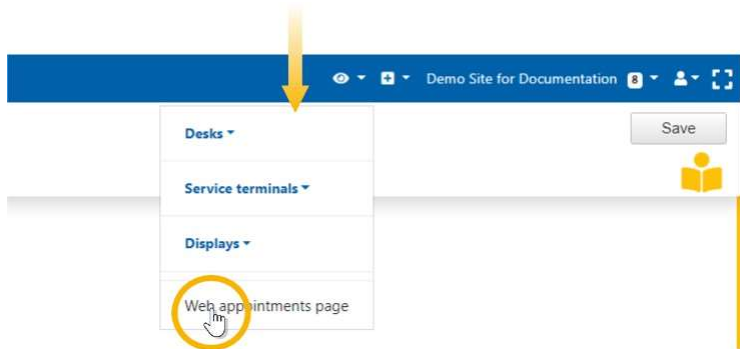 Demo Site for Documentation 8
Save
Desks
Service terminals
Displays
Web appointments page